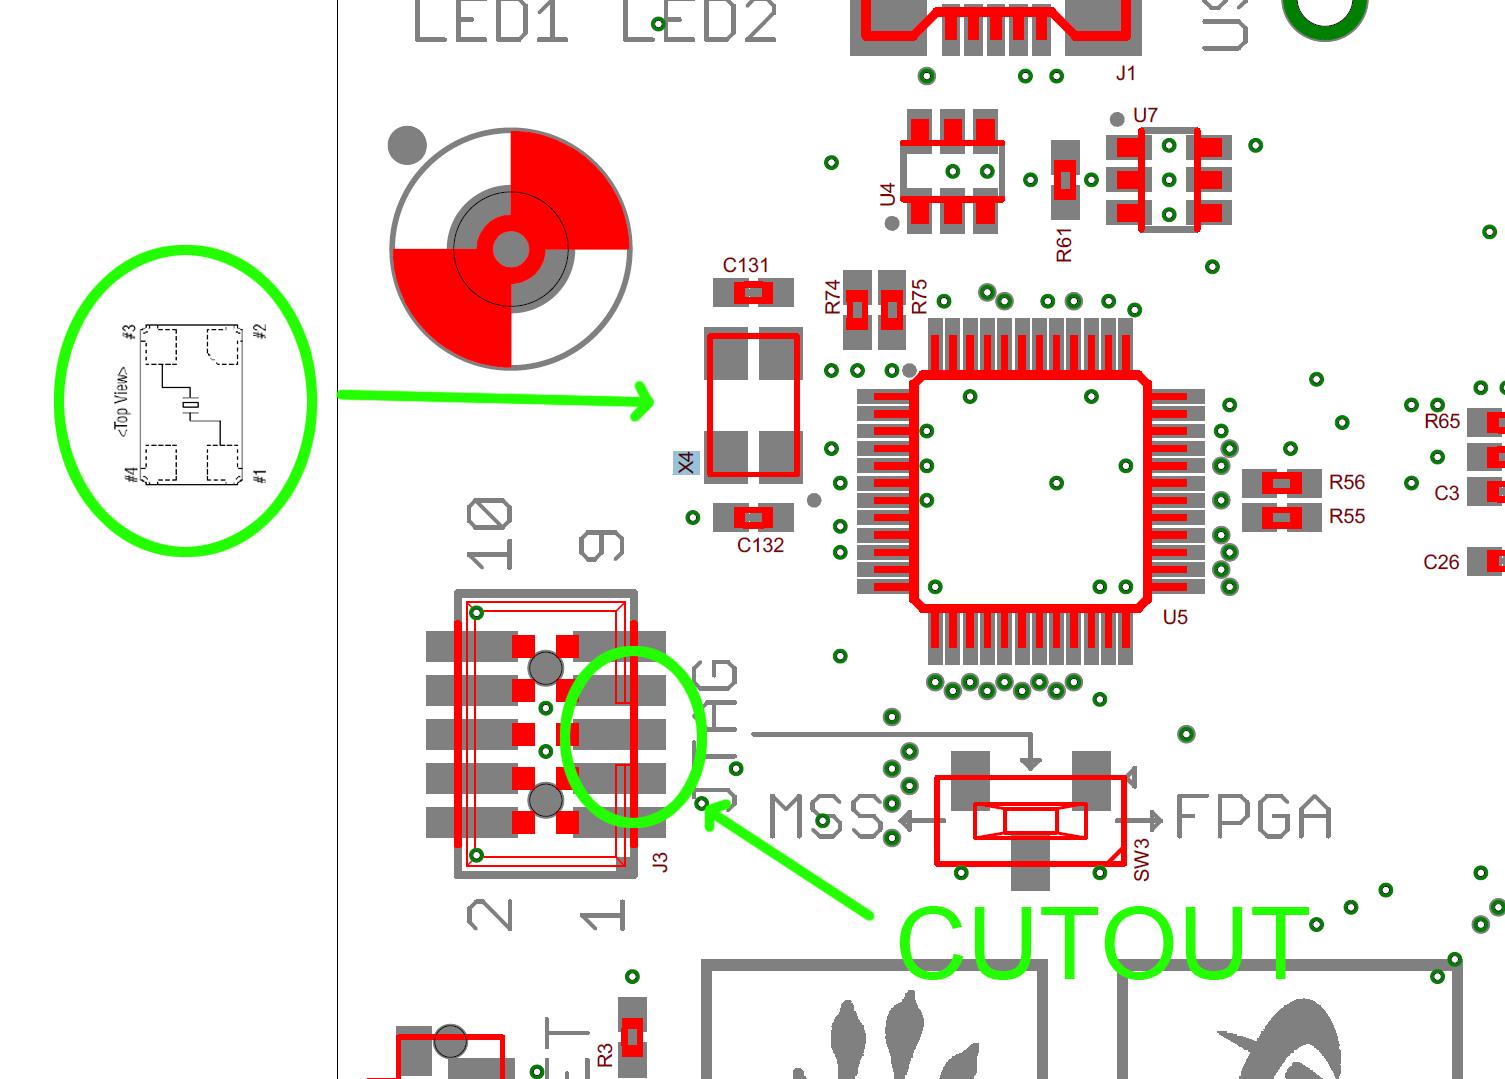 LED1 LED2
J1
U7
U4
R61
C131
R74
R75
#3
#2
<Top View>
#4
#1
X4
C132
10
9
R65
R56
C3
R55
C26
U5
JTAG
MSS
FPGA
SW3
J3
2
1
CUTOUT
R3